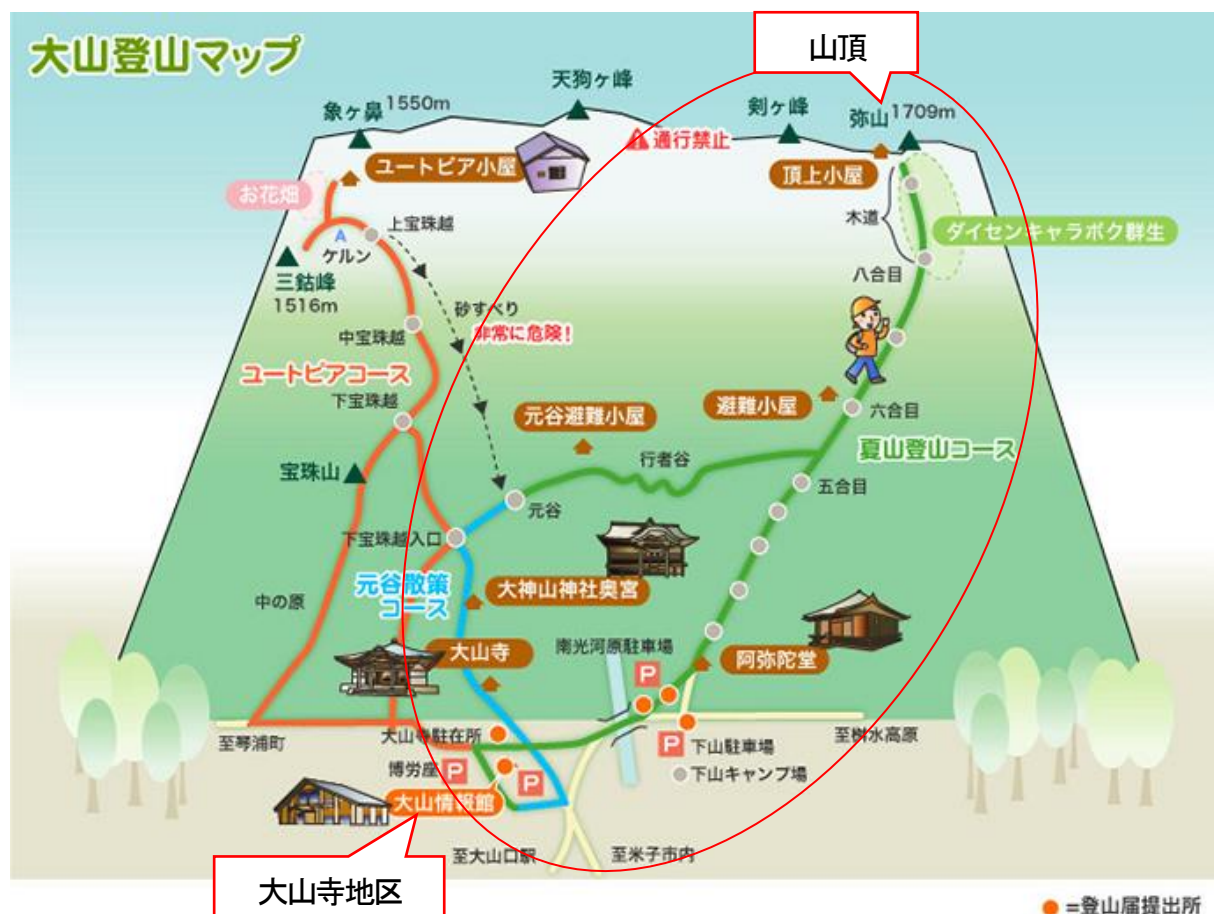 大山登山マップ
山頂
天狗ヶ峰
象ヶ鼻 1550m
剣ヶ峰
弥山 1709m
通行禁止
ユートピア小屋
頂上小屋
お花畑
木道
上宝珠越
A
ケルン
ダイセンキャラボク群生
三鈷峰
1516m
八合目
砂すべり
非常に危険!
中宝珠越
ユートピアコース
下宝珠越
元谷避難小屋
避難小屋
六合目
夏山登山コース
行者谷
宝珠山
五合目
元谷
下宝珠越入口
元谷散策
コース
大神山神社奥宮
中の原
大山寺
南光河原駐車場
阿弥陀堂
P
至琴浦町
大山寺駐在所
P
下山駐車場
至桝水高原
博労座 P
P
下山キャンプ場
大山情報館
至大山口駅
至米子市内
大山寺地区
=登山届提出所